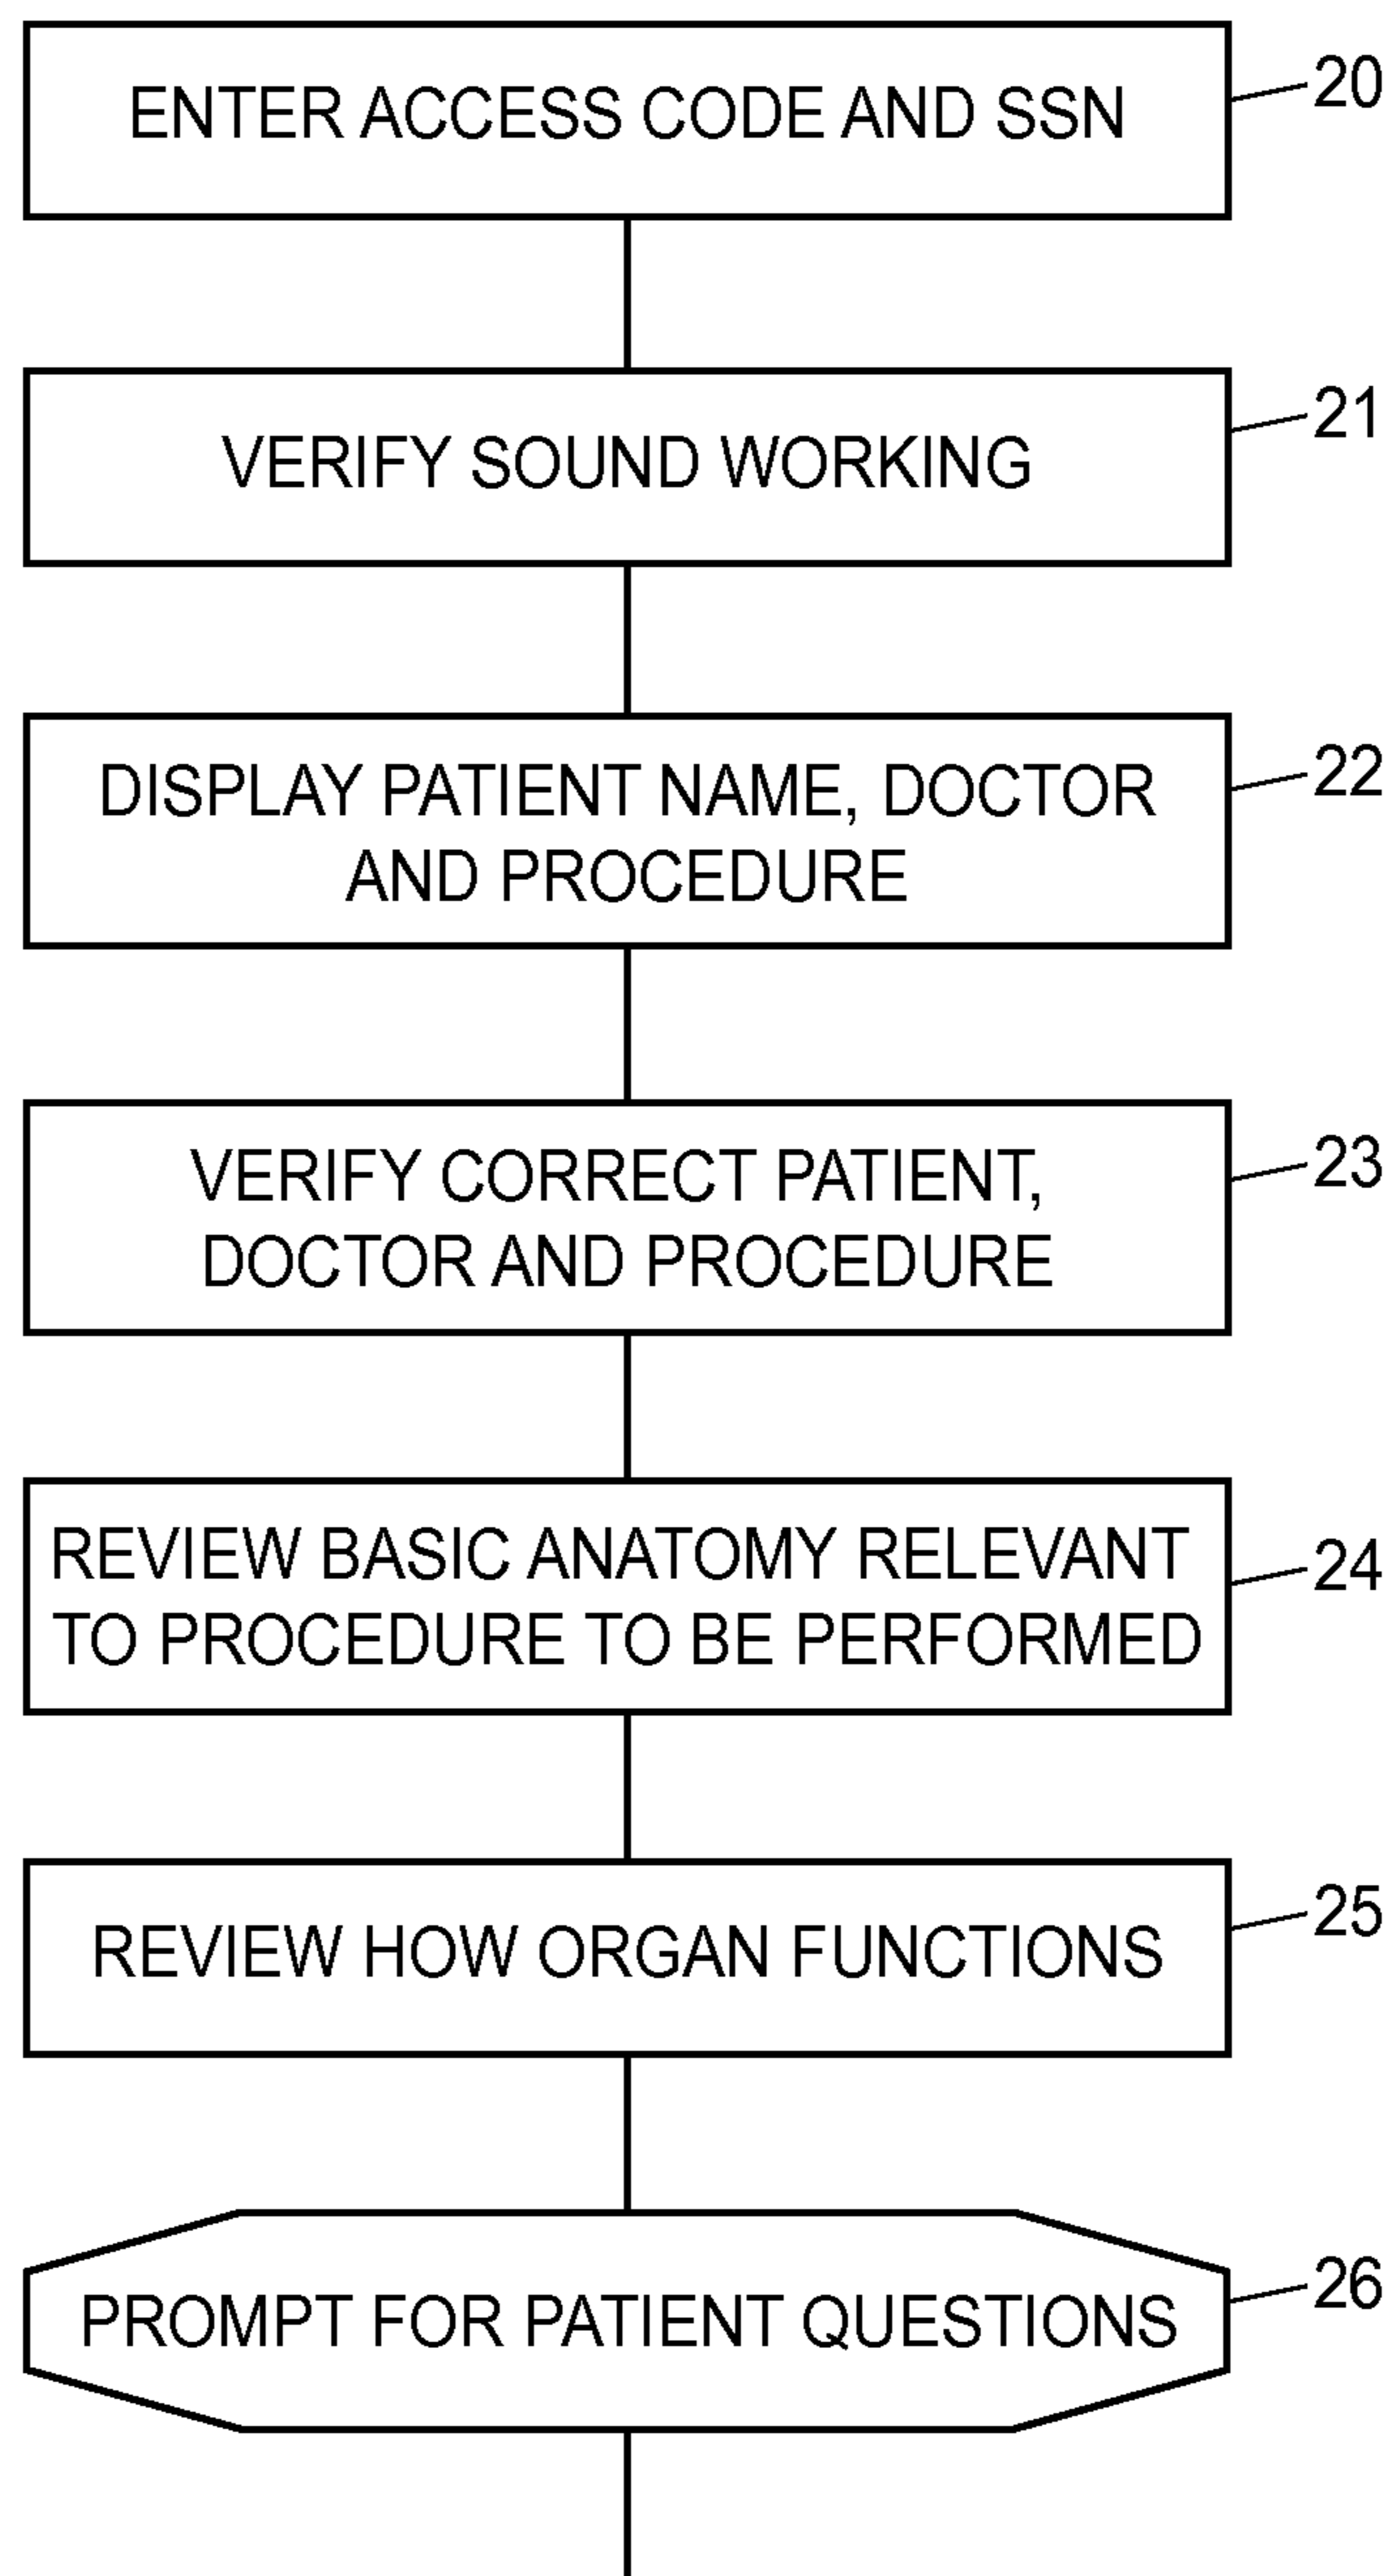 ENTER ACCESS CODE AND SSN
20
VERIFY SOUND WORKING
21
DISPLAY PATIENT NAME, DOCTOR
AND PROCEDURE
22
VERIFY CORRECT PATIENT,
DOCTOR AND PROCEDURE
23
REVIEW BASIC ANATOMY RELEVANT
TO PROCEDURE TO BE PERFORMED
24
REVIEW HOW ORGAN FUNCTIONS
25
PROMPT FOR PATIENT QUESTIONS
26